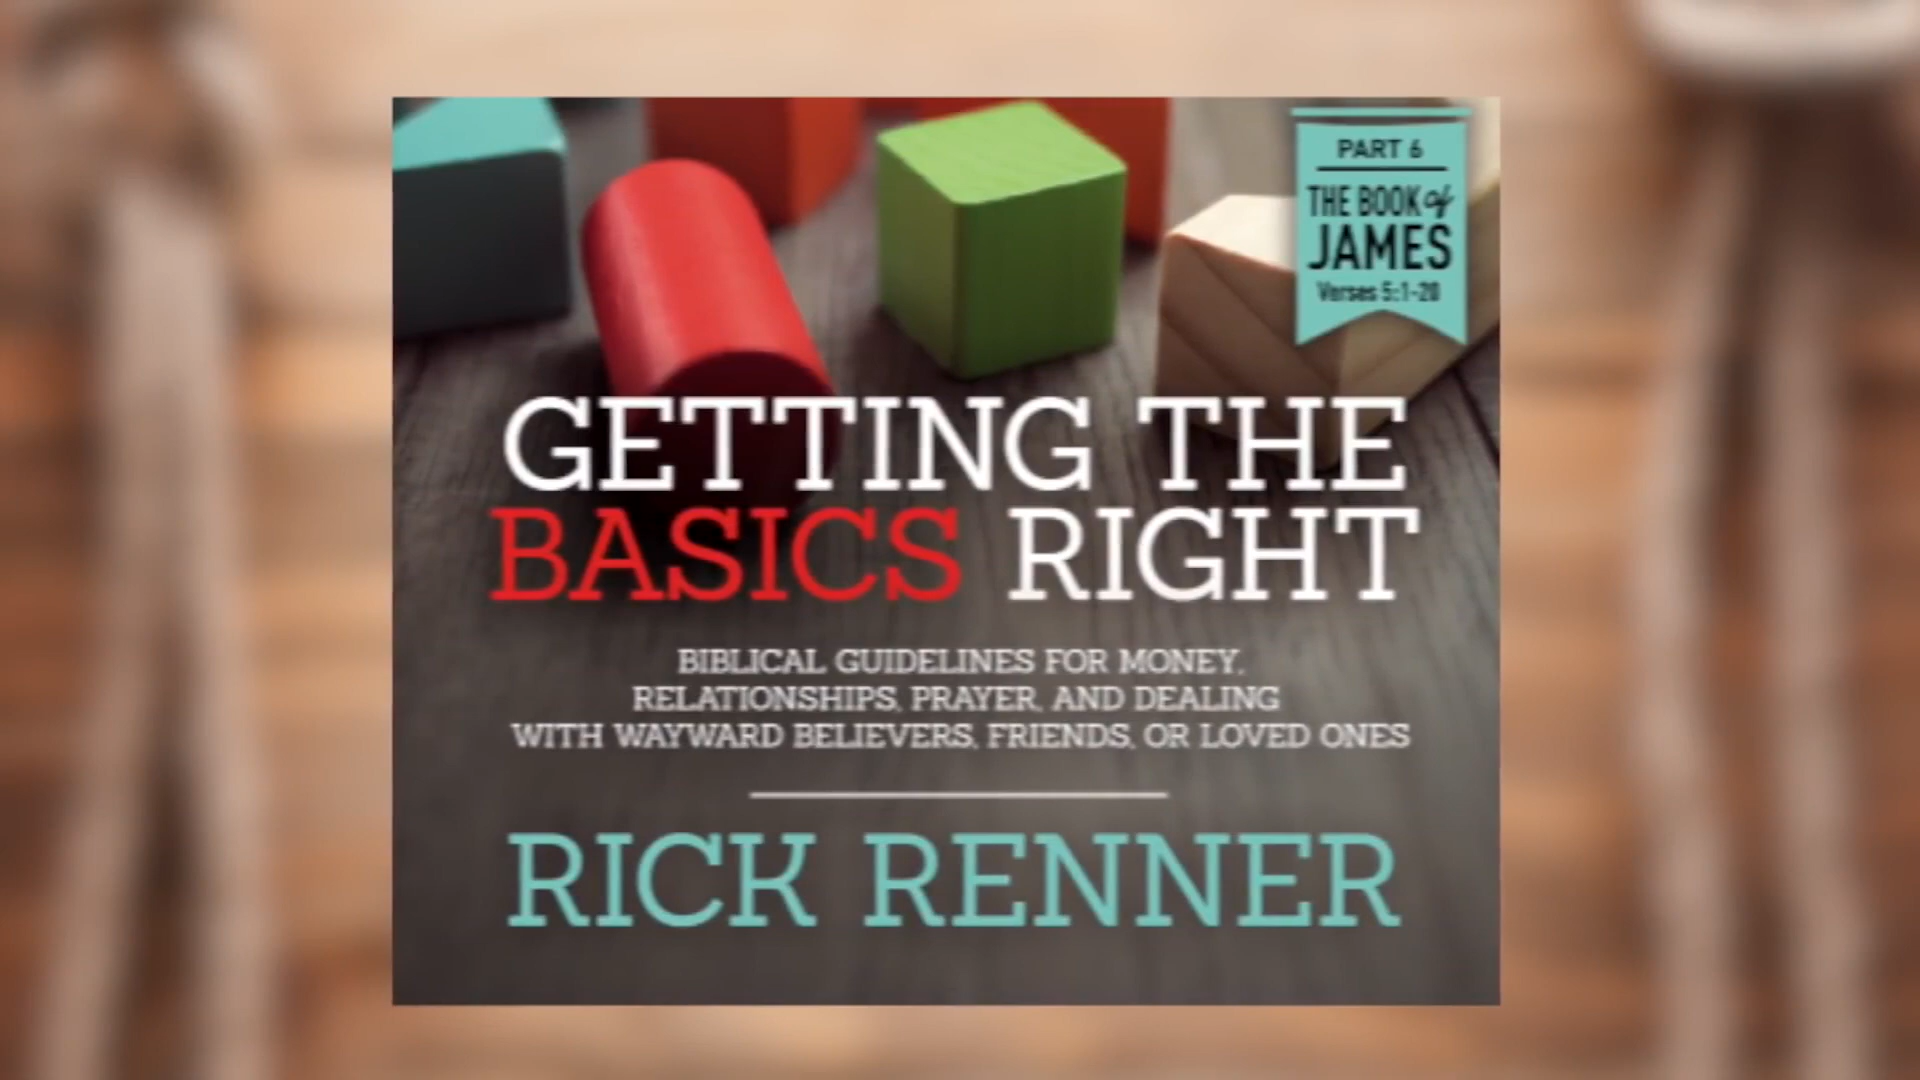 PART 6
THE BOOK of
JAMES
Verses 5:1-20
GETTING THE
BASICS RIGHT
BIBLICAL GUIDELINES FOR MONEY,
RELATIONSHIPS, PRAYER, AND DEALING
WITH WAYWARD BELIEVERS, FRIENDS, OR LOVED ONES
RICK RENNER